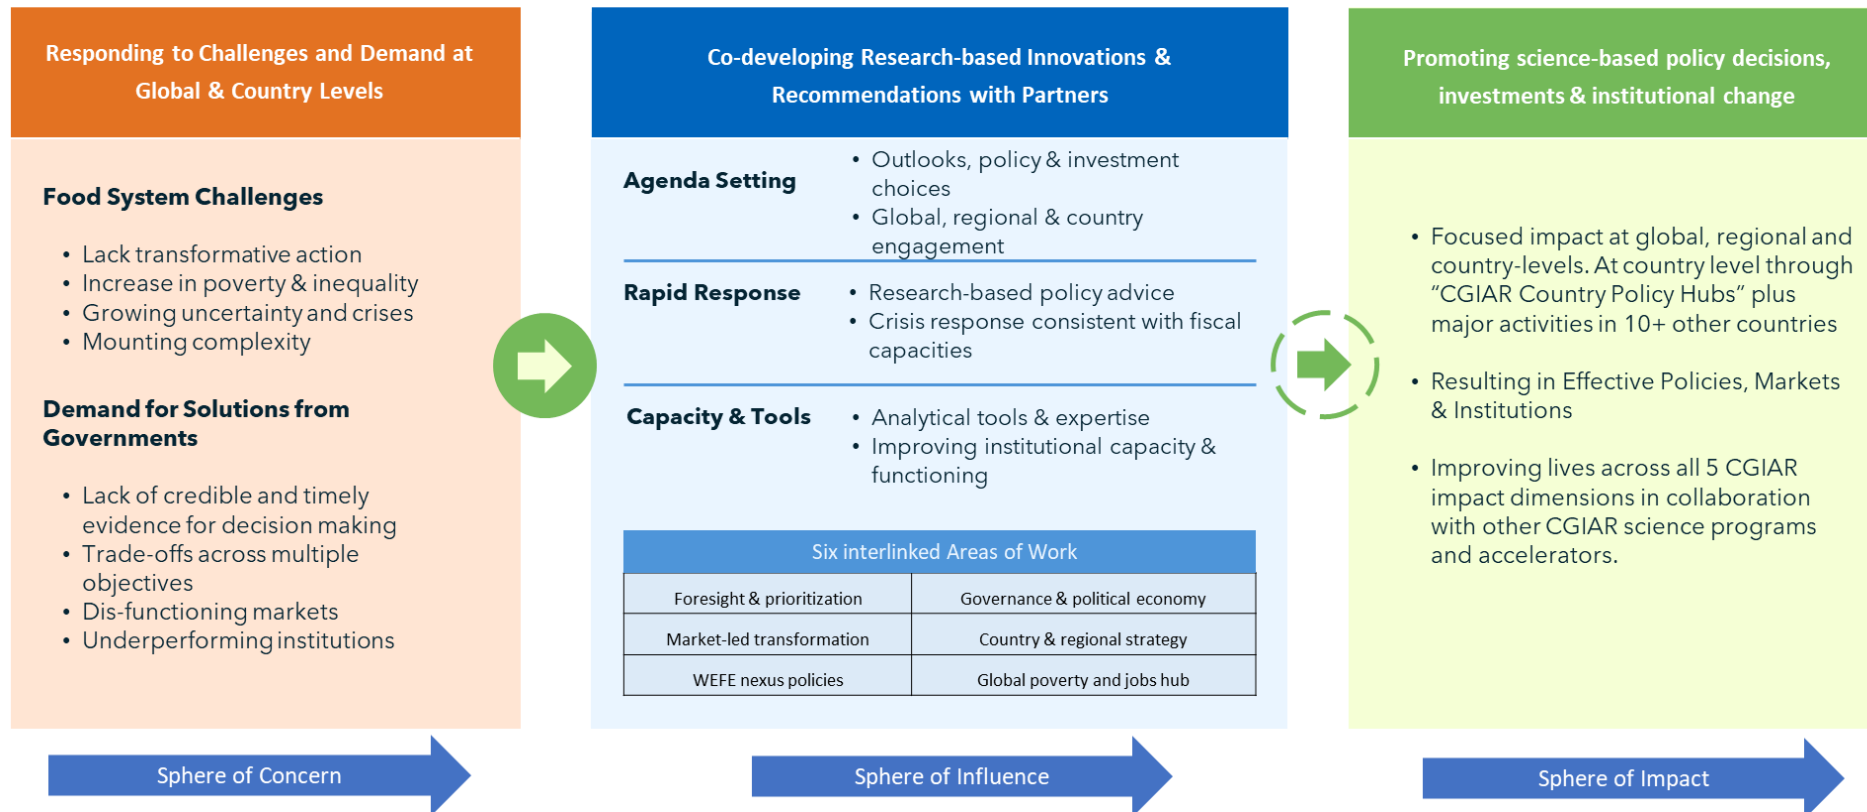 Responding to Challenges and Demand at
Global & Country Levels
Food System Challenges
• Lack transformative action
• Increase in poverty & inequality
• Growing uncertainty and crises
• Mounting complexity
Demand for Solutions from
Governments
• Lack of credible and timely
evidence for decision making
• Trade-offs across multiple
objectives
• Dis-functioning markets
• Underperforming institutions
Sphere of Concern
Co-developing Research-based Innovations &
Recommendations with Partners
Agenda Setting
• Outlooks, policy & investment
choices
• Global, regional & country
engagement
Rapid Response
• Research-based policy advice
• Crisis response consistent with fiscal
capacities
Capacity & Tools
• Analytical tools & expertise
• Improving institutional capacity &
functioning
Six interlinked Areas of Work
Foresight & prioritization
Governance & political economy
Market-led transformation
Country & regional strategy
WEFE nexus policies
Global poverty and jobs hub
Sphere of Influence
Promoting science-based policy decisions,
investments & institutional change
• Focused impact at global, regional and
country-levels. At country level through
“CGIAR Country Policy Hubs” plus
major activities in 10+ other countries
• Resulting in Effective Policies, Markets
& Institutions
• Improving lives across all 5 CGIAR
impact dimensions in collaboration
with other CGIAR science programs
and accelerators.
Sphere of Impact